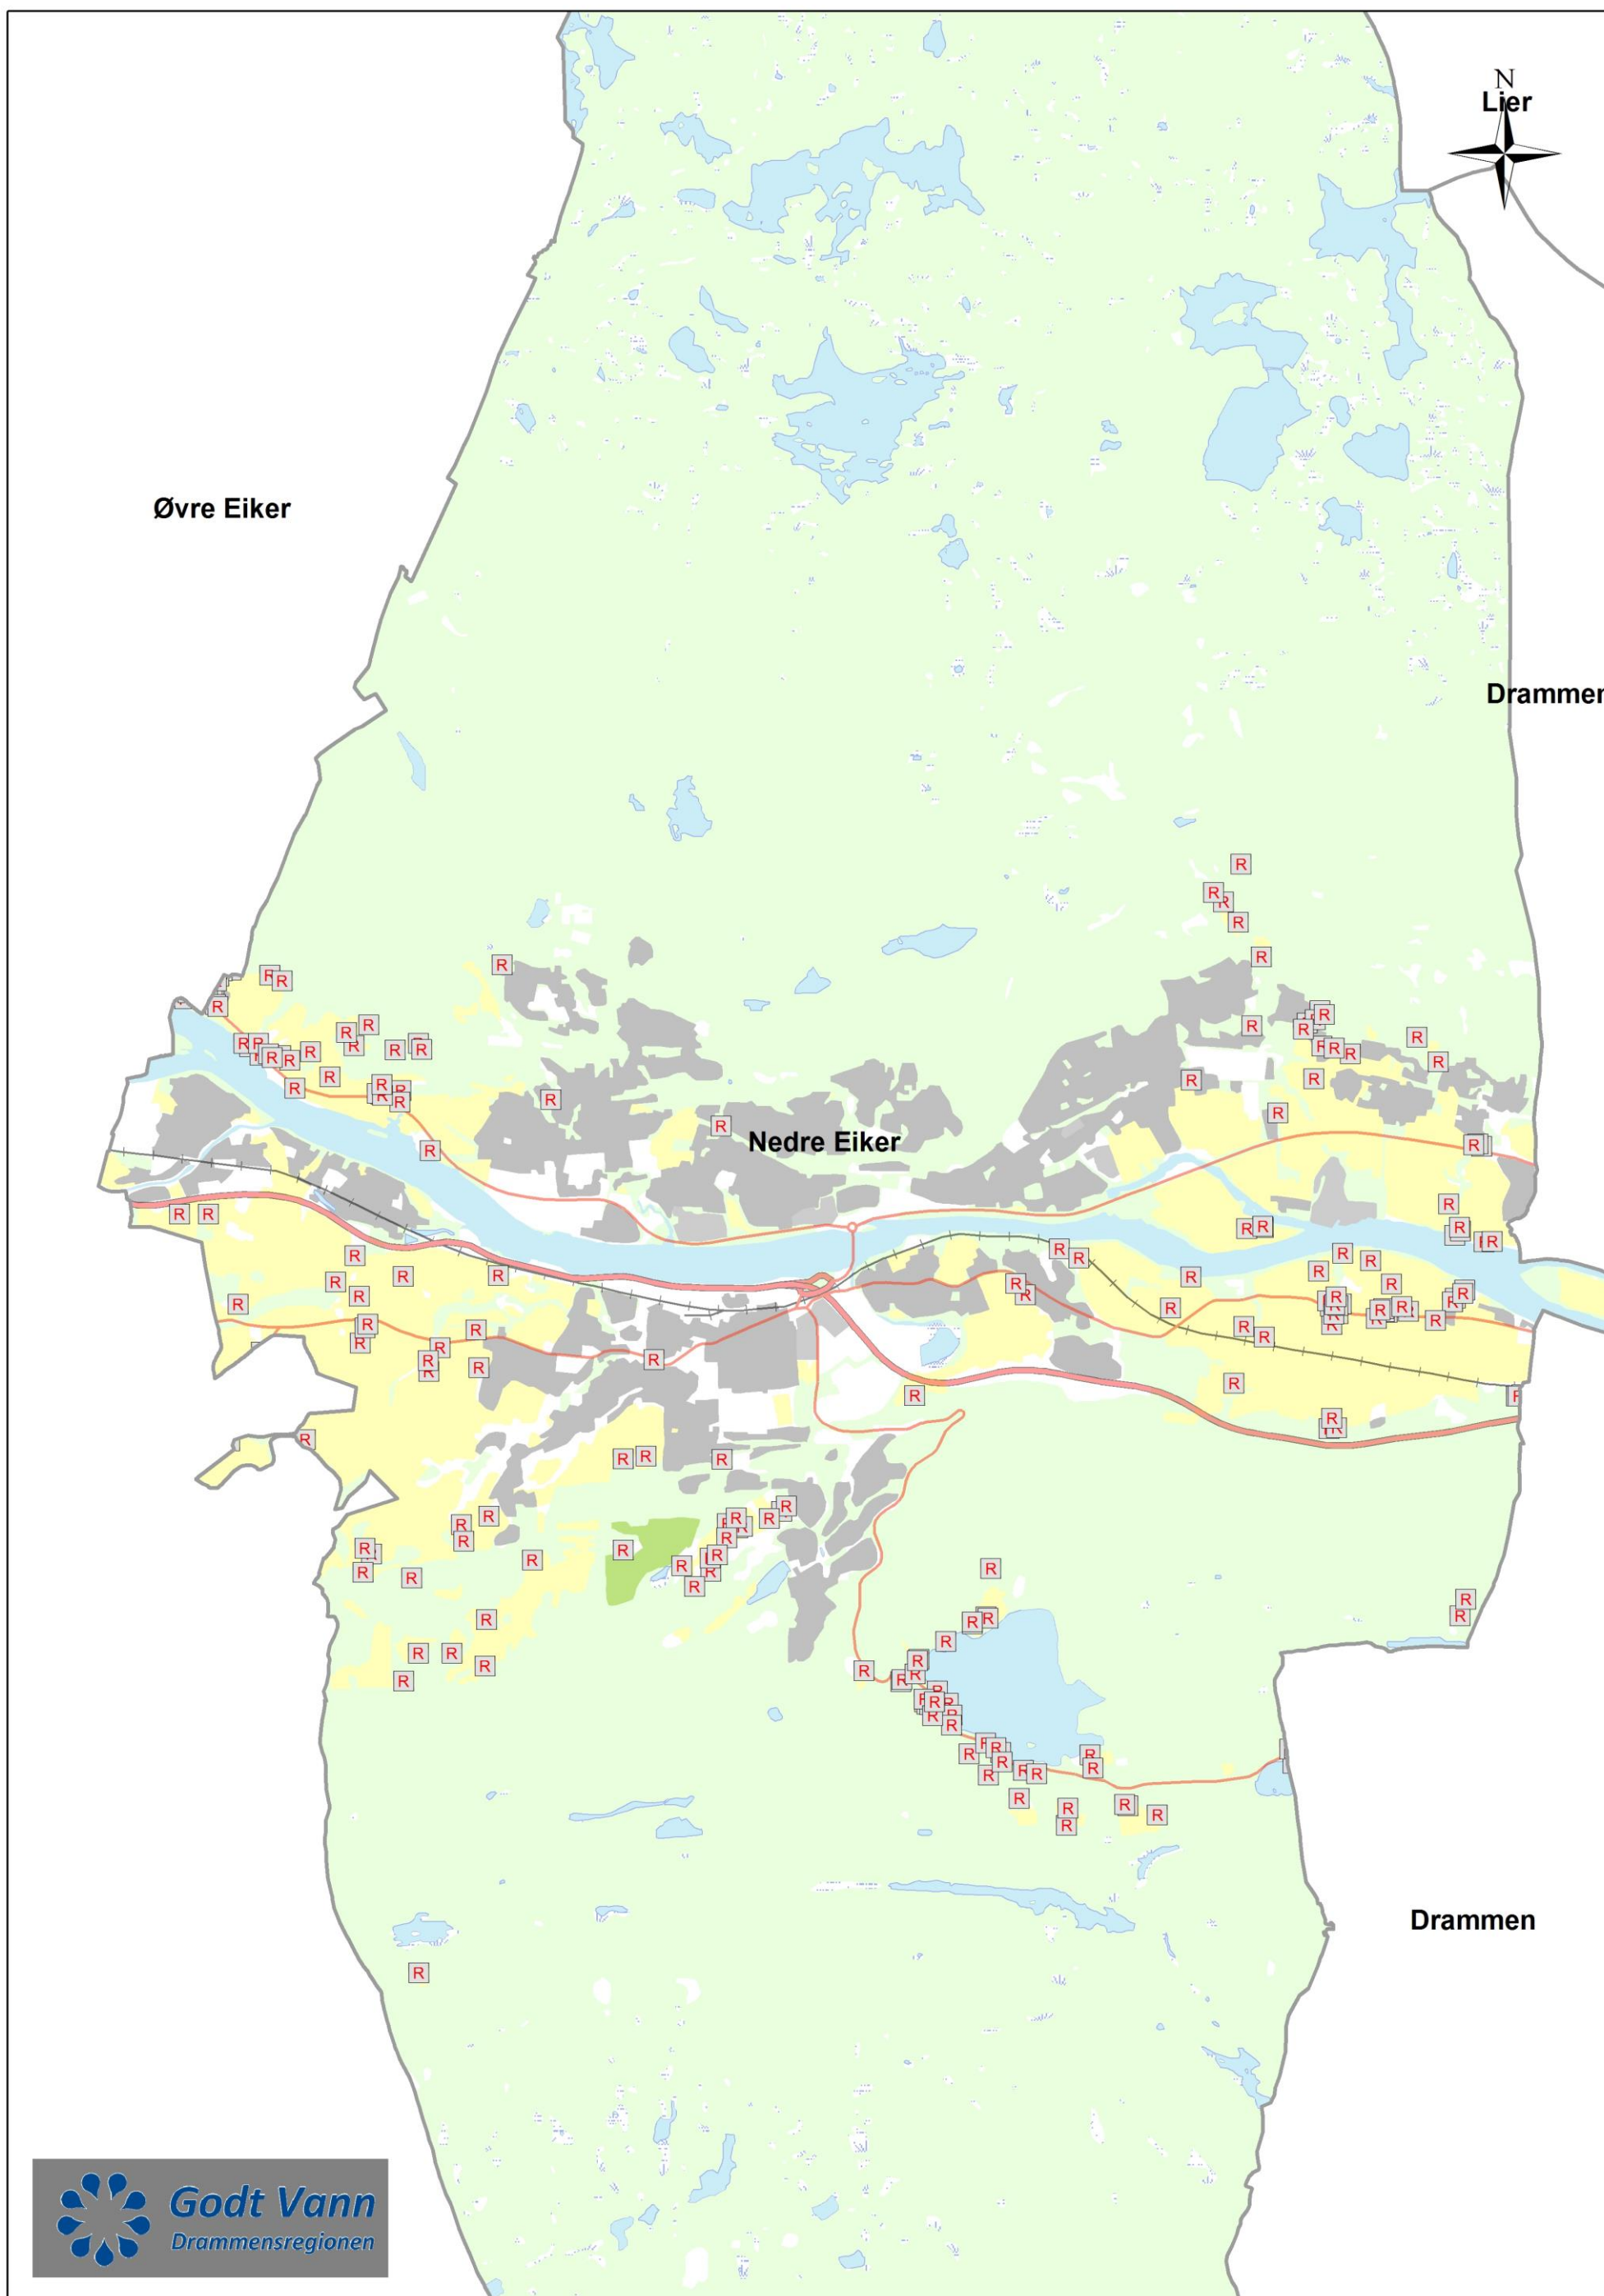 N
Lier
Øvre Eiker
Drammen
Nedre Eiker
Drammen
Godt Vann
Drammensregionen